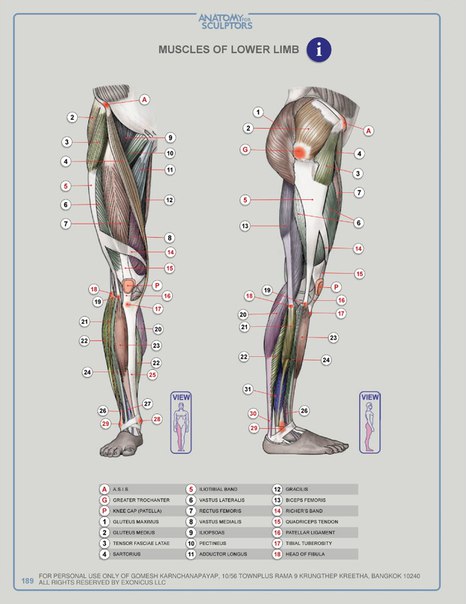 ANATOMY FOR
SCULPTORS
MUSCLES OF LOWER LIMB i
A
2
3
4
5
6
7
9
10
11
12
8
14
15
P
16
17
18
19
21
22
24
20
23
22
25
26
27
29
28
VIEW
1
2
G
5
13
18
20
22
31
30
29
A
4
3
7
6
14
15
P
16
17
23
24
26
VIEW
A A.S.I.S
G GREATER TROCHANTER
P KNEE CAP (PATELLA)
1 GLUTEUS MAXIMUS
2 GLUTEUS MEDIUS
3 TENSOR FASCIAE LATAE
4 SARTORIUS
5 ILIOTIBIAL BAND
6 VASTUS LATERALIS
7 RECTUS FEMORIS
8 VASTUS MEDIALIS
9 ILIOPSOAS
10 PECTINEUS
11 ADDUCTOR LONGUS
12 GRACILIS
13 BICEPS FEMORIS
14 RICHER'S BAND
15 QUADRICEPS TENDON
16 PATELLAR LIGAMENT
17 TIBIAL TUBEROSITY
18 HEAD OF FIBULA
189 FOR PERSONAL USE ONLY OF GOMESH KARNCHANAPAYAP, 10/56 TOWNPLUS RAMA 9 KRUNGTHEP KREETHA, BANGKOK 10240
ALL RIGHTS RESERVED BY EXONICUS LLC